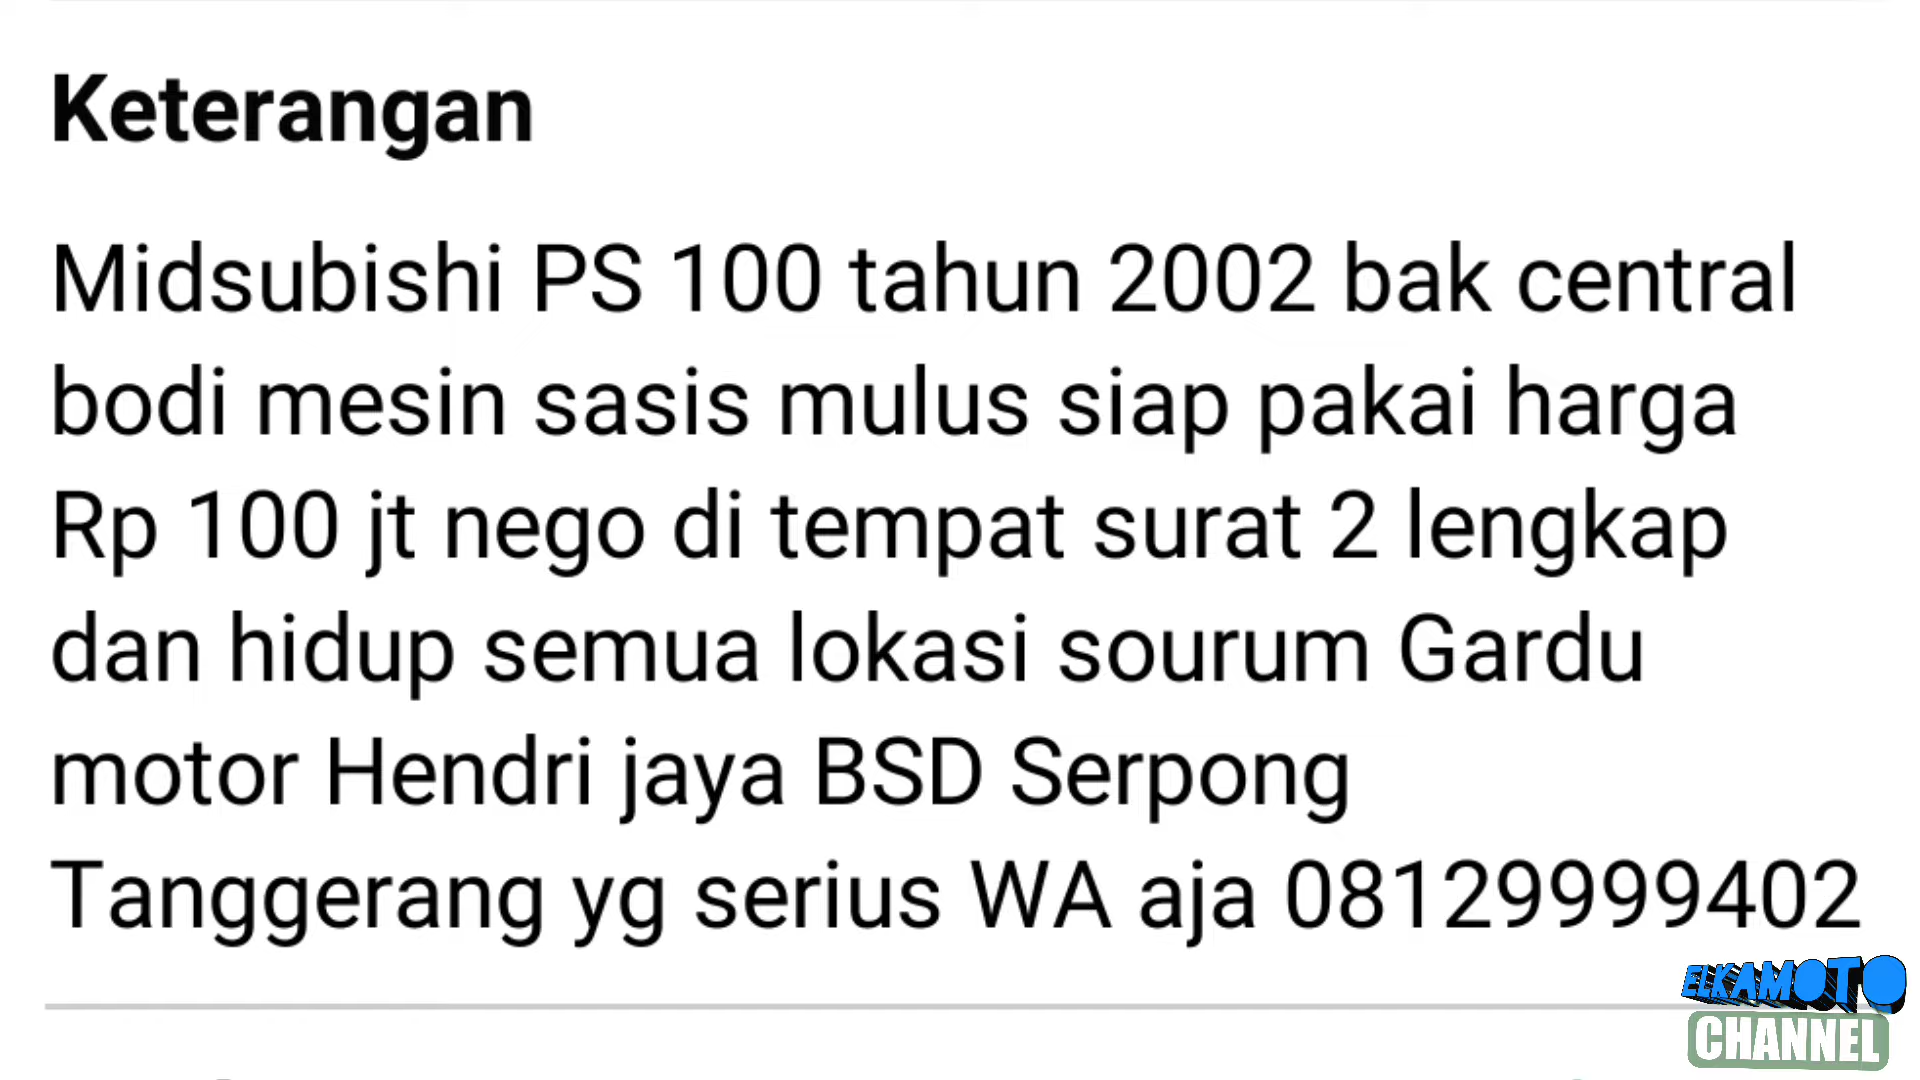 Keterangan
Midsubishi PS 100 tahun 2002 bak central
bodi mesin sasis mulus siap pakai harga
Rp 100 jt nego di tempat surat 2 lengkap
dan hidup semua lokasi sourum Gardu
motor Hendri jaya BSD Serpong
Tanggerang yg serius WA aja 08129999402
ELKAMOTO
CHANNEL